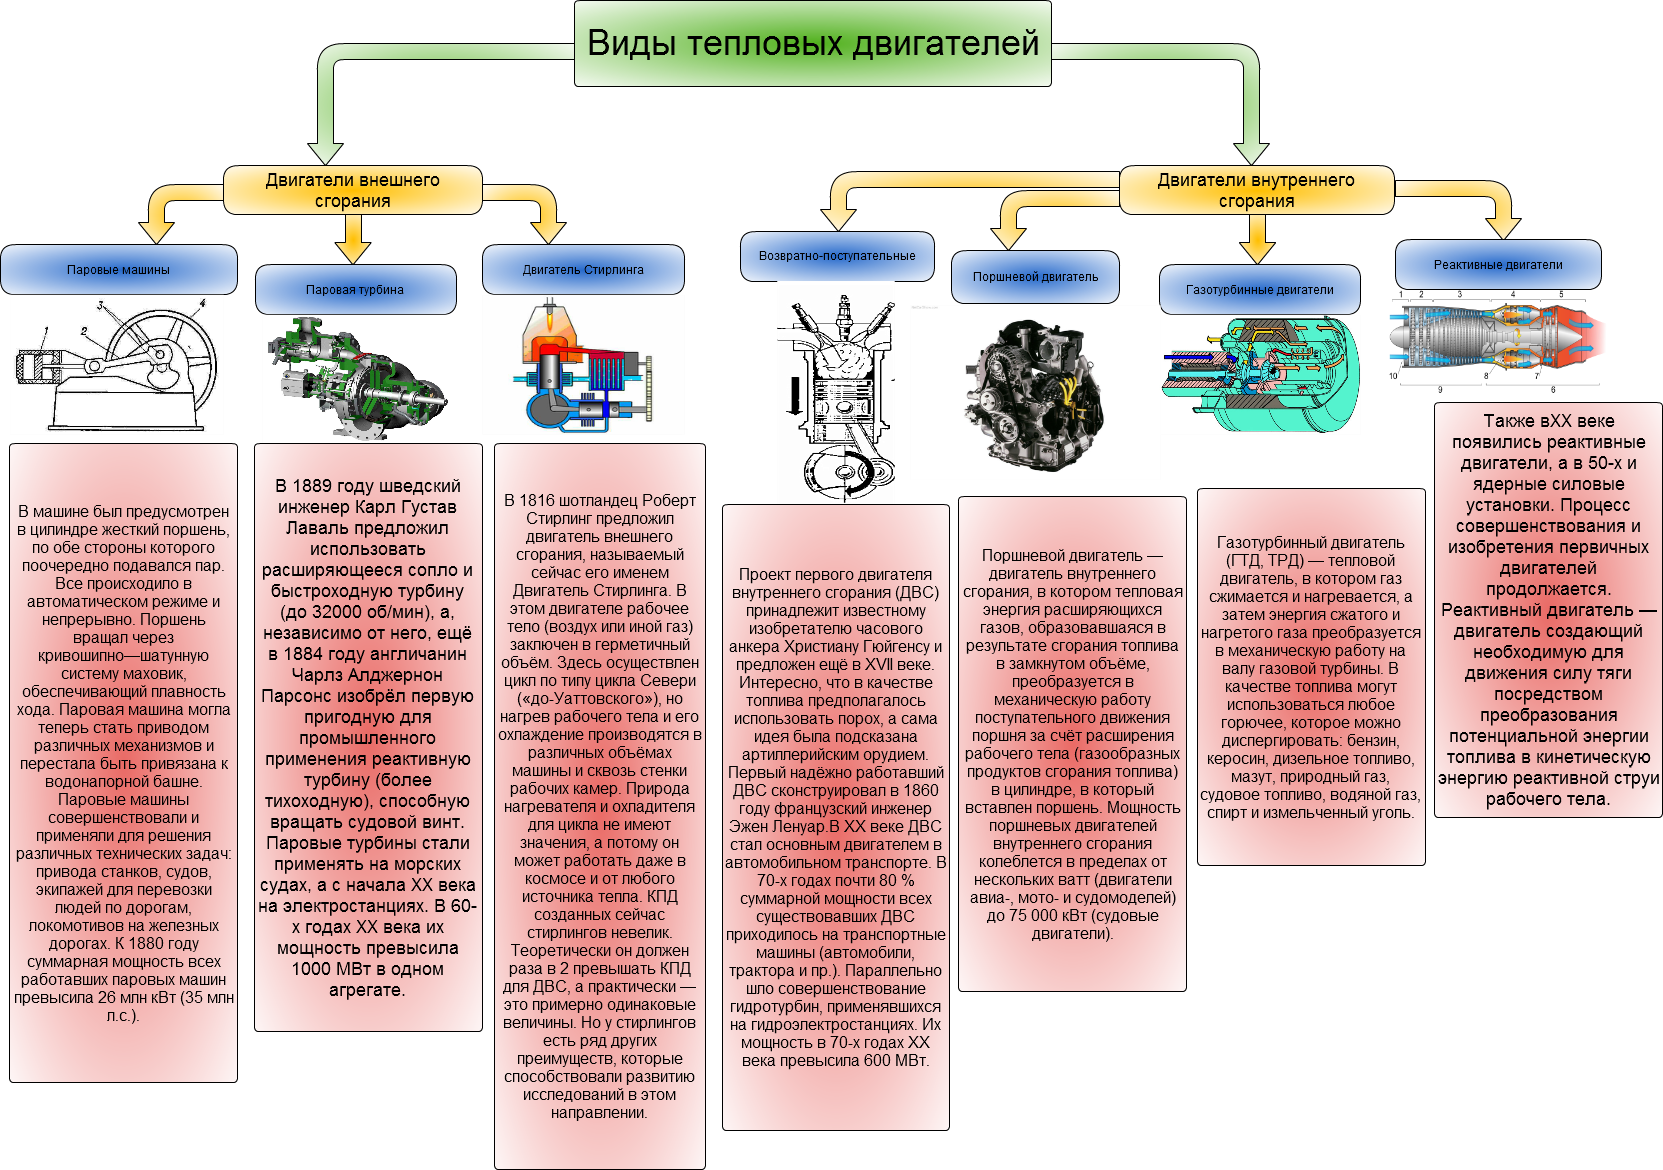 Виды тепловых двигателей
Двигатели внешнего
сгорания
Двигатели внутреннего
сгорания
Паровые машины
Паровая турбина
Двигатель Стирлинга
Возвратно-поступательные
Поршневой двигатель
Газотурбинные двигатели
Реактивные двигатели
1
2
3
4
1 2 3 4 5
10 9 8 7 6
В машине был предусмотрен
в цилиндре жесткий поршень,
по обе стороны которого
поочередно подавался пар.
Все происходило в
автоматическом режиме и
непрерывно. Поршень
вращал через
кривошипно—шатунную
систему маховик,
обеспечивающий плавность
хода. Паровая машина могла
теперь стать приводом
различных механизмов и
перестала быть привязана к
водонапорной башне.
Паровые машины
совершенствовали и
применяли для решения
различных технических задач:
привода станков, судов,
экипажей для перевозки
людей по дорогам,
локомотивов на железных
дорогах. К 1880 году
суммарная мощность всех
работавших паровых машин
превысила 26 млн кВт (35 млн
л.с.).
В 1889 году шведский
инженер Карл Густав
Лаваль предложил
использовать
расширяющееся сопло и
быстроходную турбину
(до 32000 об/мин), а,
независимо от него, ещё
в 1884 году англичанин
Чарлз Алджернон
Парсонс изобрёл первую
пригодную для
промышленного
применения реактивную
турбину (более
тихоходную), способную
вращать судовой винт.
Паровые турбины стали
применять на морских
судах, а с начала XX века
на электростанциях. В 60-
х годах XX века их
мощность превысила
1000 МВт в одном
агрегате.
В 1816 шотландец Роберт
Стирлинг предложил
двигатель внешнего
сгорания, называемый
сейчас его именем
Двигатель Стирлинга. В
этом двигателе рабочее
тело (воздух или иной газ)
заключен в герметичный
объём. Здесь осуществлен
цикл по типу цикла Севери
(«до-Уаттовского»), но
нагрев рабочего тела и его
охлаждение производятся в
различных объёмах
машины и сквозь стенки
рабочих камер. Природа
нагревателя и охладителя
для цикла не имеют
значения, а потому он
может работать даже в
космосе и от любого
источника тепла. КПД
созданных сейчас
стирлингов невелик.
Теоретически он должен
раза в 2 превышать КПД
для ДВС, а практически —
это примерно одинаковые
величины. Но у стирлингов
есть ряд других
преимуществ, которые
способствовали развитию
исследований в этом
направлении.
Проект первого двигателя
внутреннего сгорания (ДВС)
принадлежит известному
изобретателю часового
анкера Христиану Гюйгенсу и
предложен ещё в XVII веке.
Интересно, что в качестве
топлива предполагалось
использовать порох, а сама
идея была подсказана
артиллерийским орудием.
Первый надёжно работавший
ДВС сконструировал в 1860
году французский инженер
Эжен Ленуар.В XX веке ДВС
стал основным двигателем в
автомобильном транспорте. В
70-х годах почти 80 %
суммарной мощности всех
существовавших ДВС
приходилось на транспортные
машины (автомобили,
трактора и пр.). Параллельно
шло совершенствование
гидротурбин, применявшихся
на гидроэлектростанциях. Их
мощность в 70-х годах XX
века превысила 600 МВт.
Поршневой двигатель —
двигатель внутреннего
сгорания, в котором тепловая
энергия расширяющихся
газов, образовавшаяся в
результате сгорания топлива
в замкнутом объёме,
преобразуется в
механическую работу
поступательного движения
поршня за счёт расширения
рабочего тела (газообразных
продуктов сгорания топлива)
в цилиндре, в который
вставлен поршень. Мощность
поршневых двигателей
внутреннего сгорания
колеблется в пределах от
нескольких ватт (двигатели
авиа-, мото- и судомоделей)
до 75 000 кВт (судовые
двигатели).
Газотурбинный двигатель
(ГТД, ТРД) — тепловой
двигатель, в котором газ
сжимается и нагревается, а
затем энергия сжатого и
нагретого газа преобразуется
в механическую работу на
валу газовой турбины. В
качестве топлива могут
использоваться любое
горючее, которое можно
диспергировать: бензин,
керосин, дизельное топливо,
мазут, природный газ,
судовое топливо, водяной газ,
спирт и измельченный уголь.
Также вXX веке
появились реактивные
двигатели, а в 50-х и
ядерные силовые
установки. Процесс
совершенствования и
изобретения первичных
двигателей
продолжается.
Реактивный двигатель —
двигатель создающий
необходимую для
движения силу тяги
посредством
преобразования
потенциальной энергии
топлива в кинетическую
энергию реактивной струи
рабочего тела.